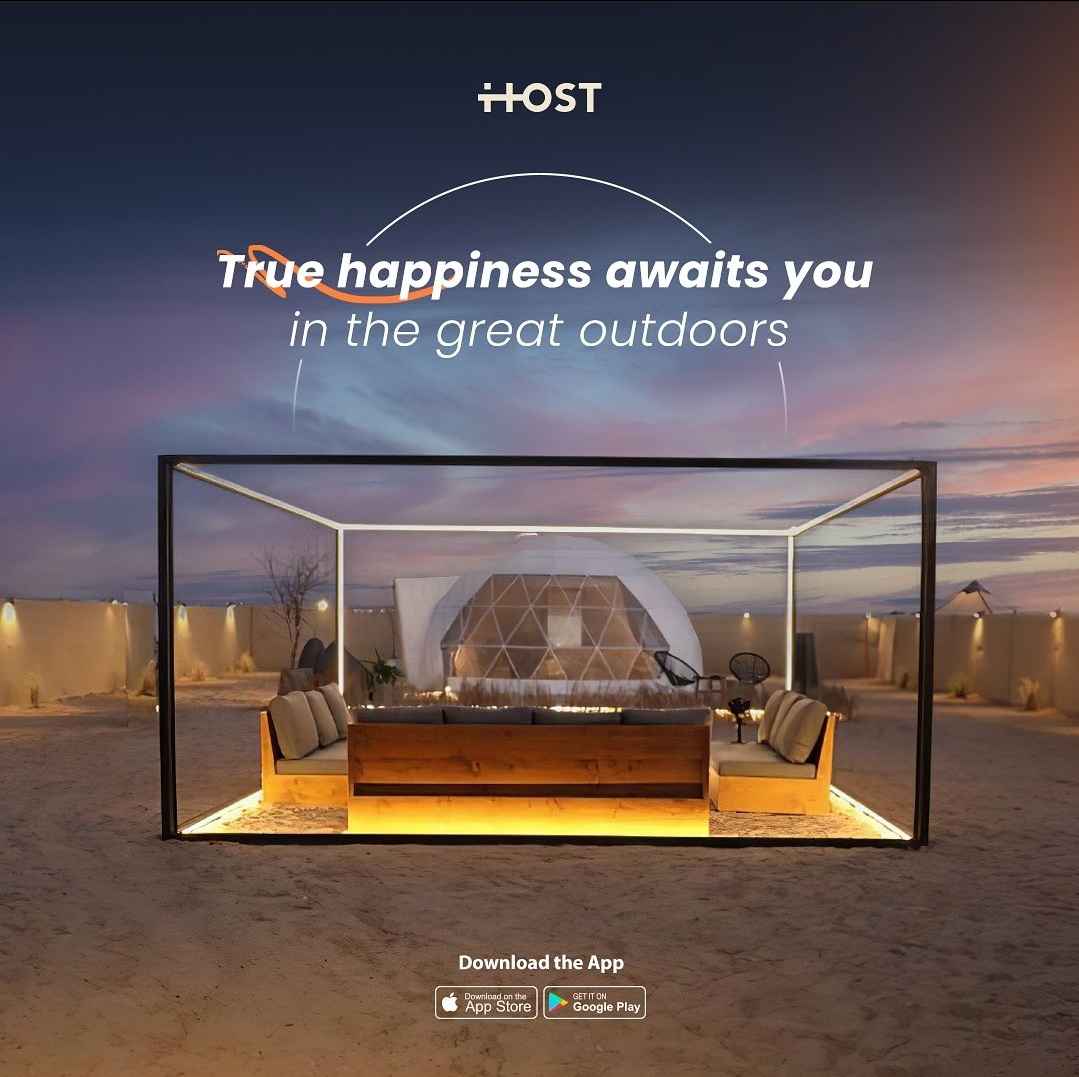 iHOST
True happiness awaits you
in the great outdoors
Download the App
Download on the
App Store
GET IT ON
Google Play